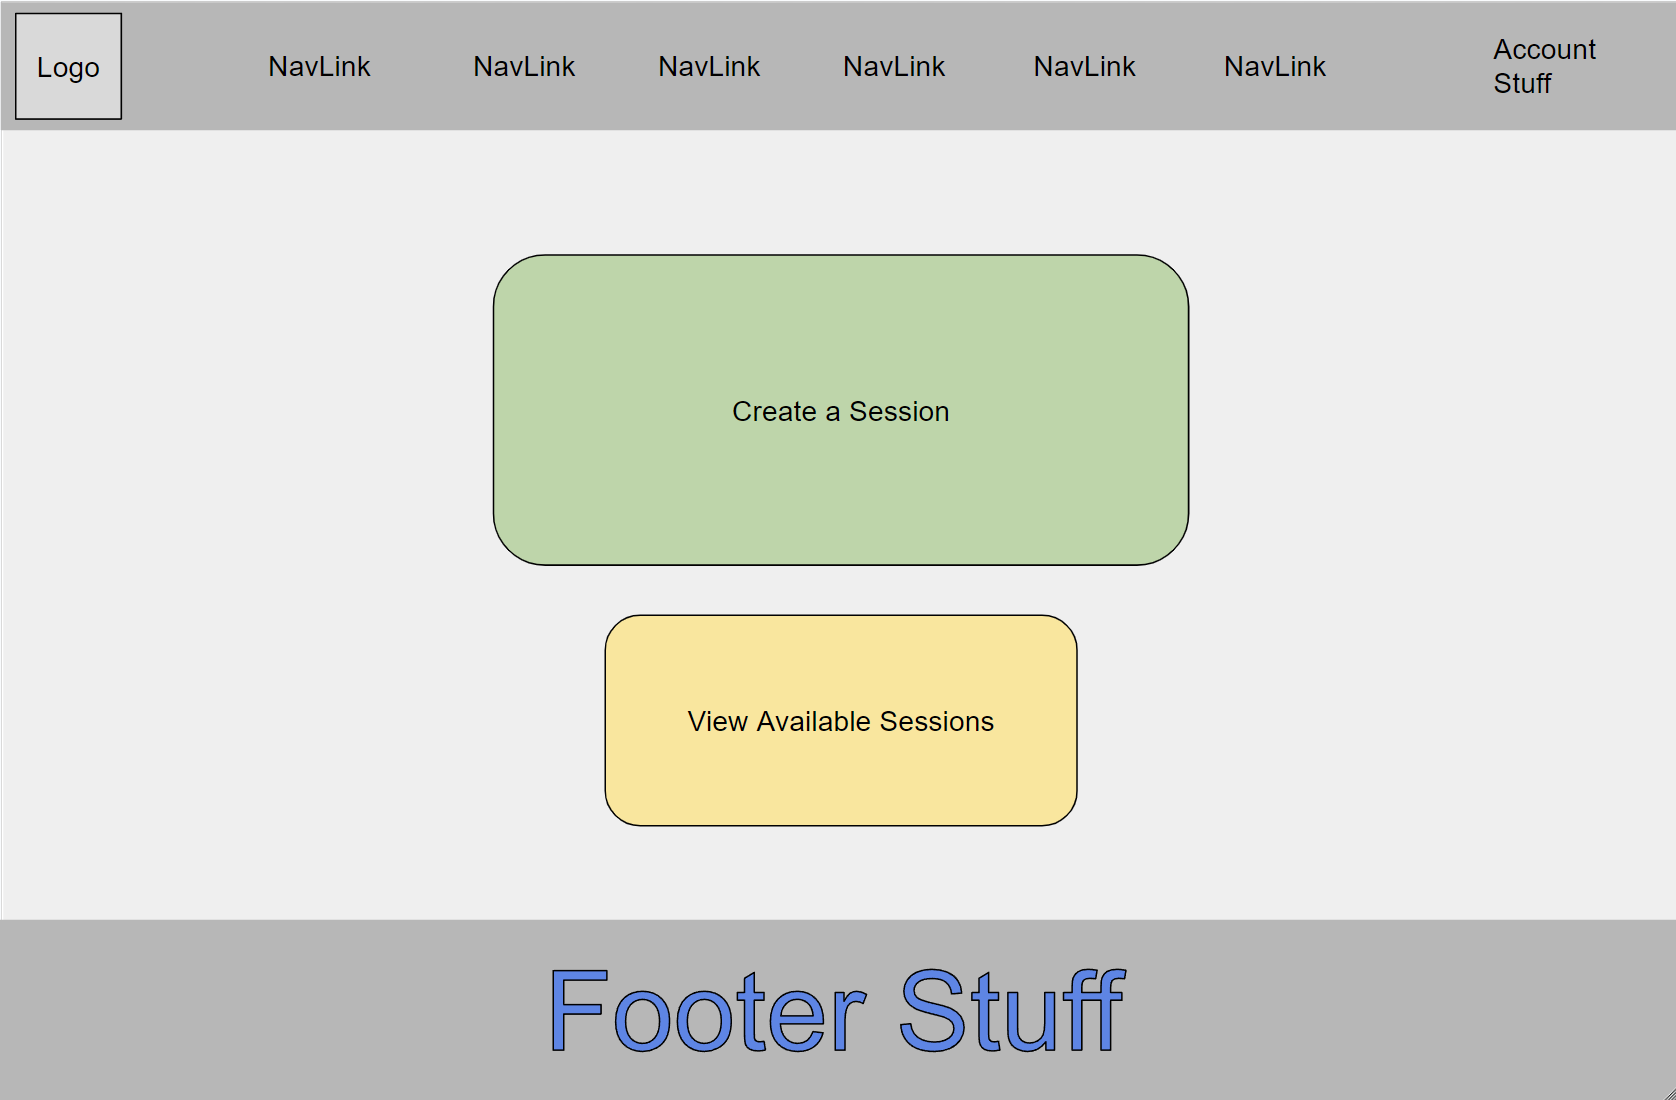 Logo
NavLink
NavLink
NavLink
NavLink
NavLink
NavLink
Account
Stuff
Create a Session
View Available Sessions
Footer Stuff